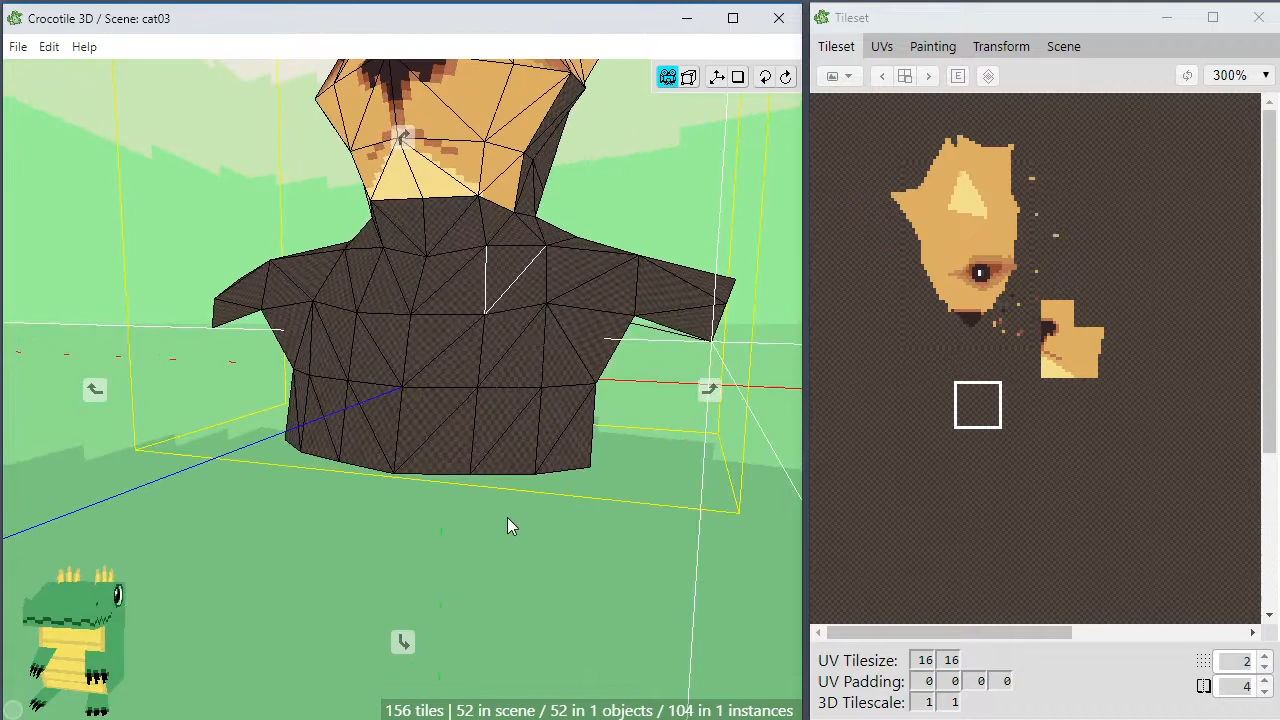 Crocotile 3D / Scene: cat03
File Edit Help
156 tiles | 52 in scene / 52 in 1 objects / 104 in 1 instances
Tileset
Tileset UVs Painting Transform Scene
E 300%
UV Tilesize: 16 16 2
UV Padding: 0 0 0 0 4
3D Tilescale: 1 1